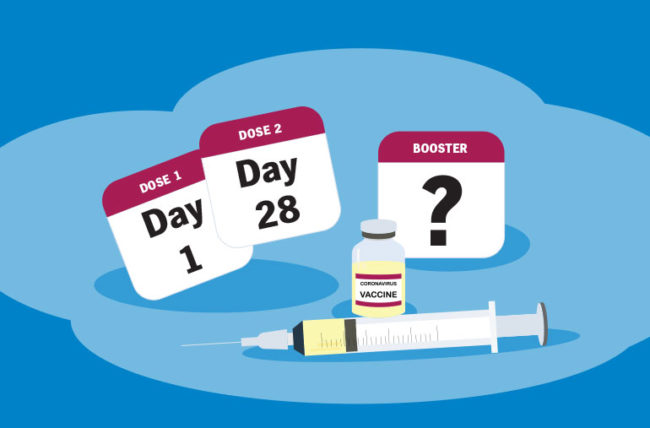 DOSE 1
Day
1
DOSE 2
Day
28
BOOSTER
?
CORONAVIRUS
VACCINE